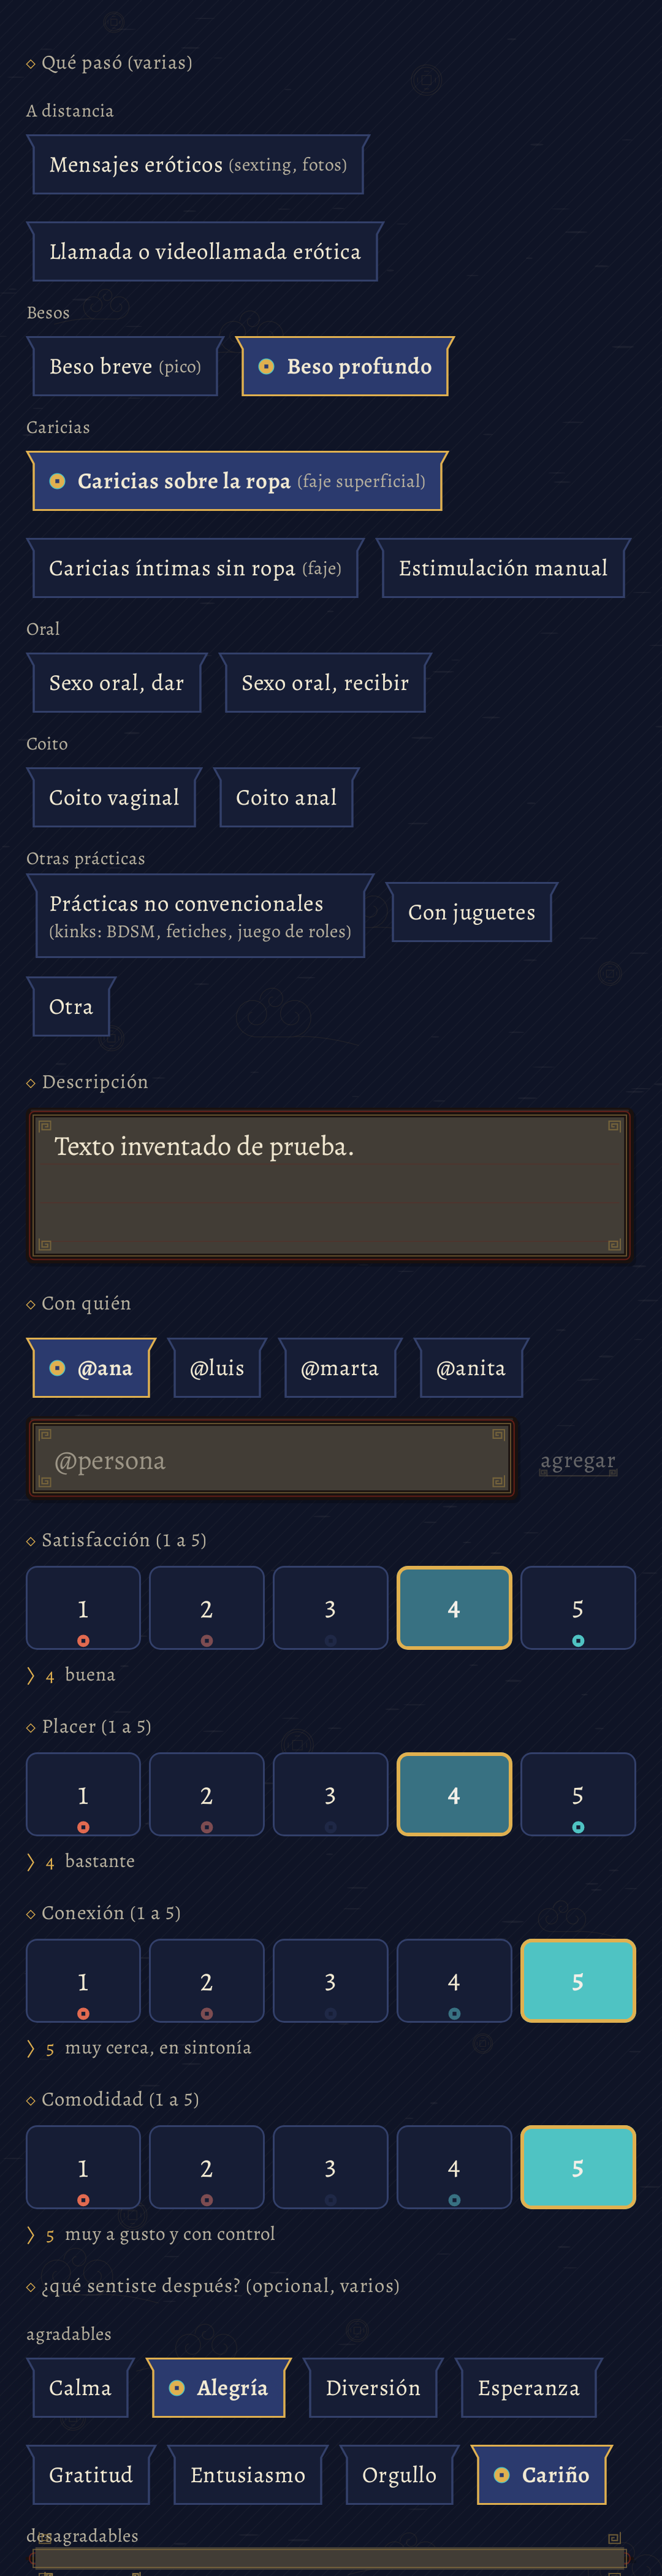 Qué pasó (varias)
A distancia
Mensajes eróticos (sexting, fotos)
Llamada o videollamada erótica
Besos
Beso breve (pico) Beso profundo
Caricias
Caricias sobre la ropa (faje superficial)
Caricias íntimas sin ropa (faje) Estimulación manual
Oral
Sexo oral, dar Sexo oral, recibir
Coito
Coito vaginal Coito anal
Otras prácticas
Prácticas no convencionales
(kinks: BDSM, fetiches, juego de roles) Con juguetes
Otra
Descripción
Texto inventado de prueba.
Con quién
@ana @luis @marta @anita
@persona agregar
Satisfacción (1 a 5)
1 2 3 4 5
4 buena
Placer (1 a 5)
1 2 3 4 5
4 bastante
Conexión (1 a 5)
1 2 3 4 5
5 muy cerca, en sintonía
Comodidad (1 a 5)
1 2 3 4 5
5 muy a gusto y con control
¿qué sentiste después? (opcional, varios)
agradables
Calma Alegría Diversión Esperanza
Gratitud Entusiasmo Orgullo Cariño
desagradables